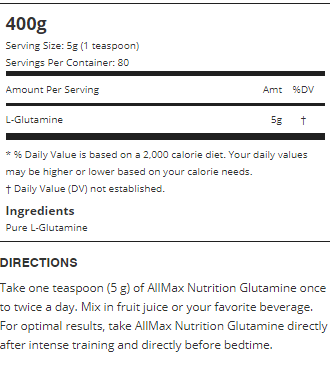 400g
Serving Size: 5g (1 teaspoon)
Servings Per Container: 80
Amount Per Serving Amt %DV
L-Glutamine 5g †
* % Daily Value is based on a 2,000 calorie diet. Your daily values
may be higher or lower based on your calorie needs.
† Daily Value (DV) not established.
Ingredients
Pure L-Glutamine
DIRECTIONS
Take one teaspoon (5 g) of AllMax Nutrition Glutamine once
to twice a day. Mix in fruit juice or your favorite beverage.
For optimal results, take AllMax Nutrition Glutamine directly
after intense training and directly before bedtime.